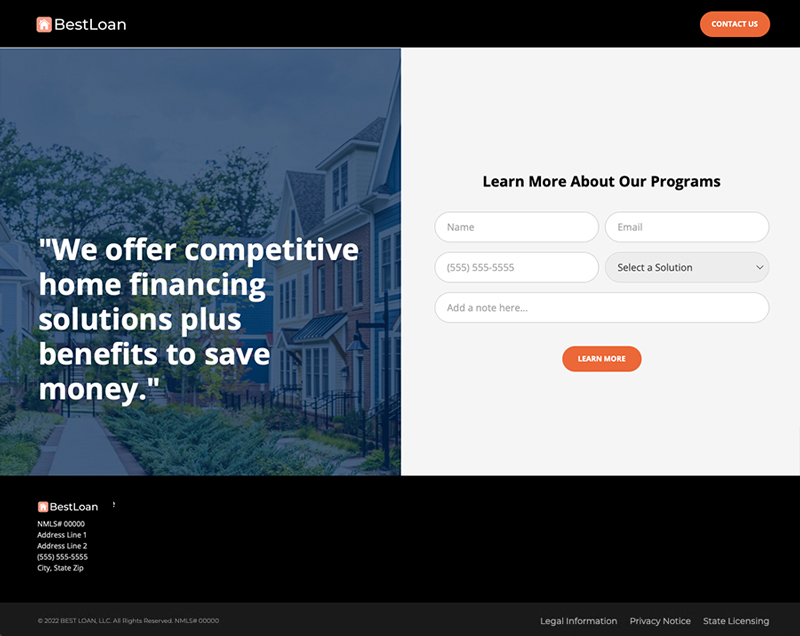 BestLoan
CONTACT US
"We offer competitive
home financing
solutions plus
benefits to save
money."
Learn More About Our Programs
Name
Email
(555) 555-5555
Select a Solution
Add a note here...
LEARN MORE
BestLoan
NMLS# 00000
Address Line 1
Address Line 2
(555) 555-5555
City, State Zip
© 2022 BEST LOAN, LLC. All Rights Reserved. NMLS# 00000
Legal Information
Privacy Notice
State Licensing